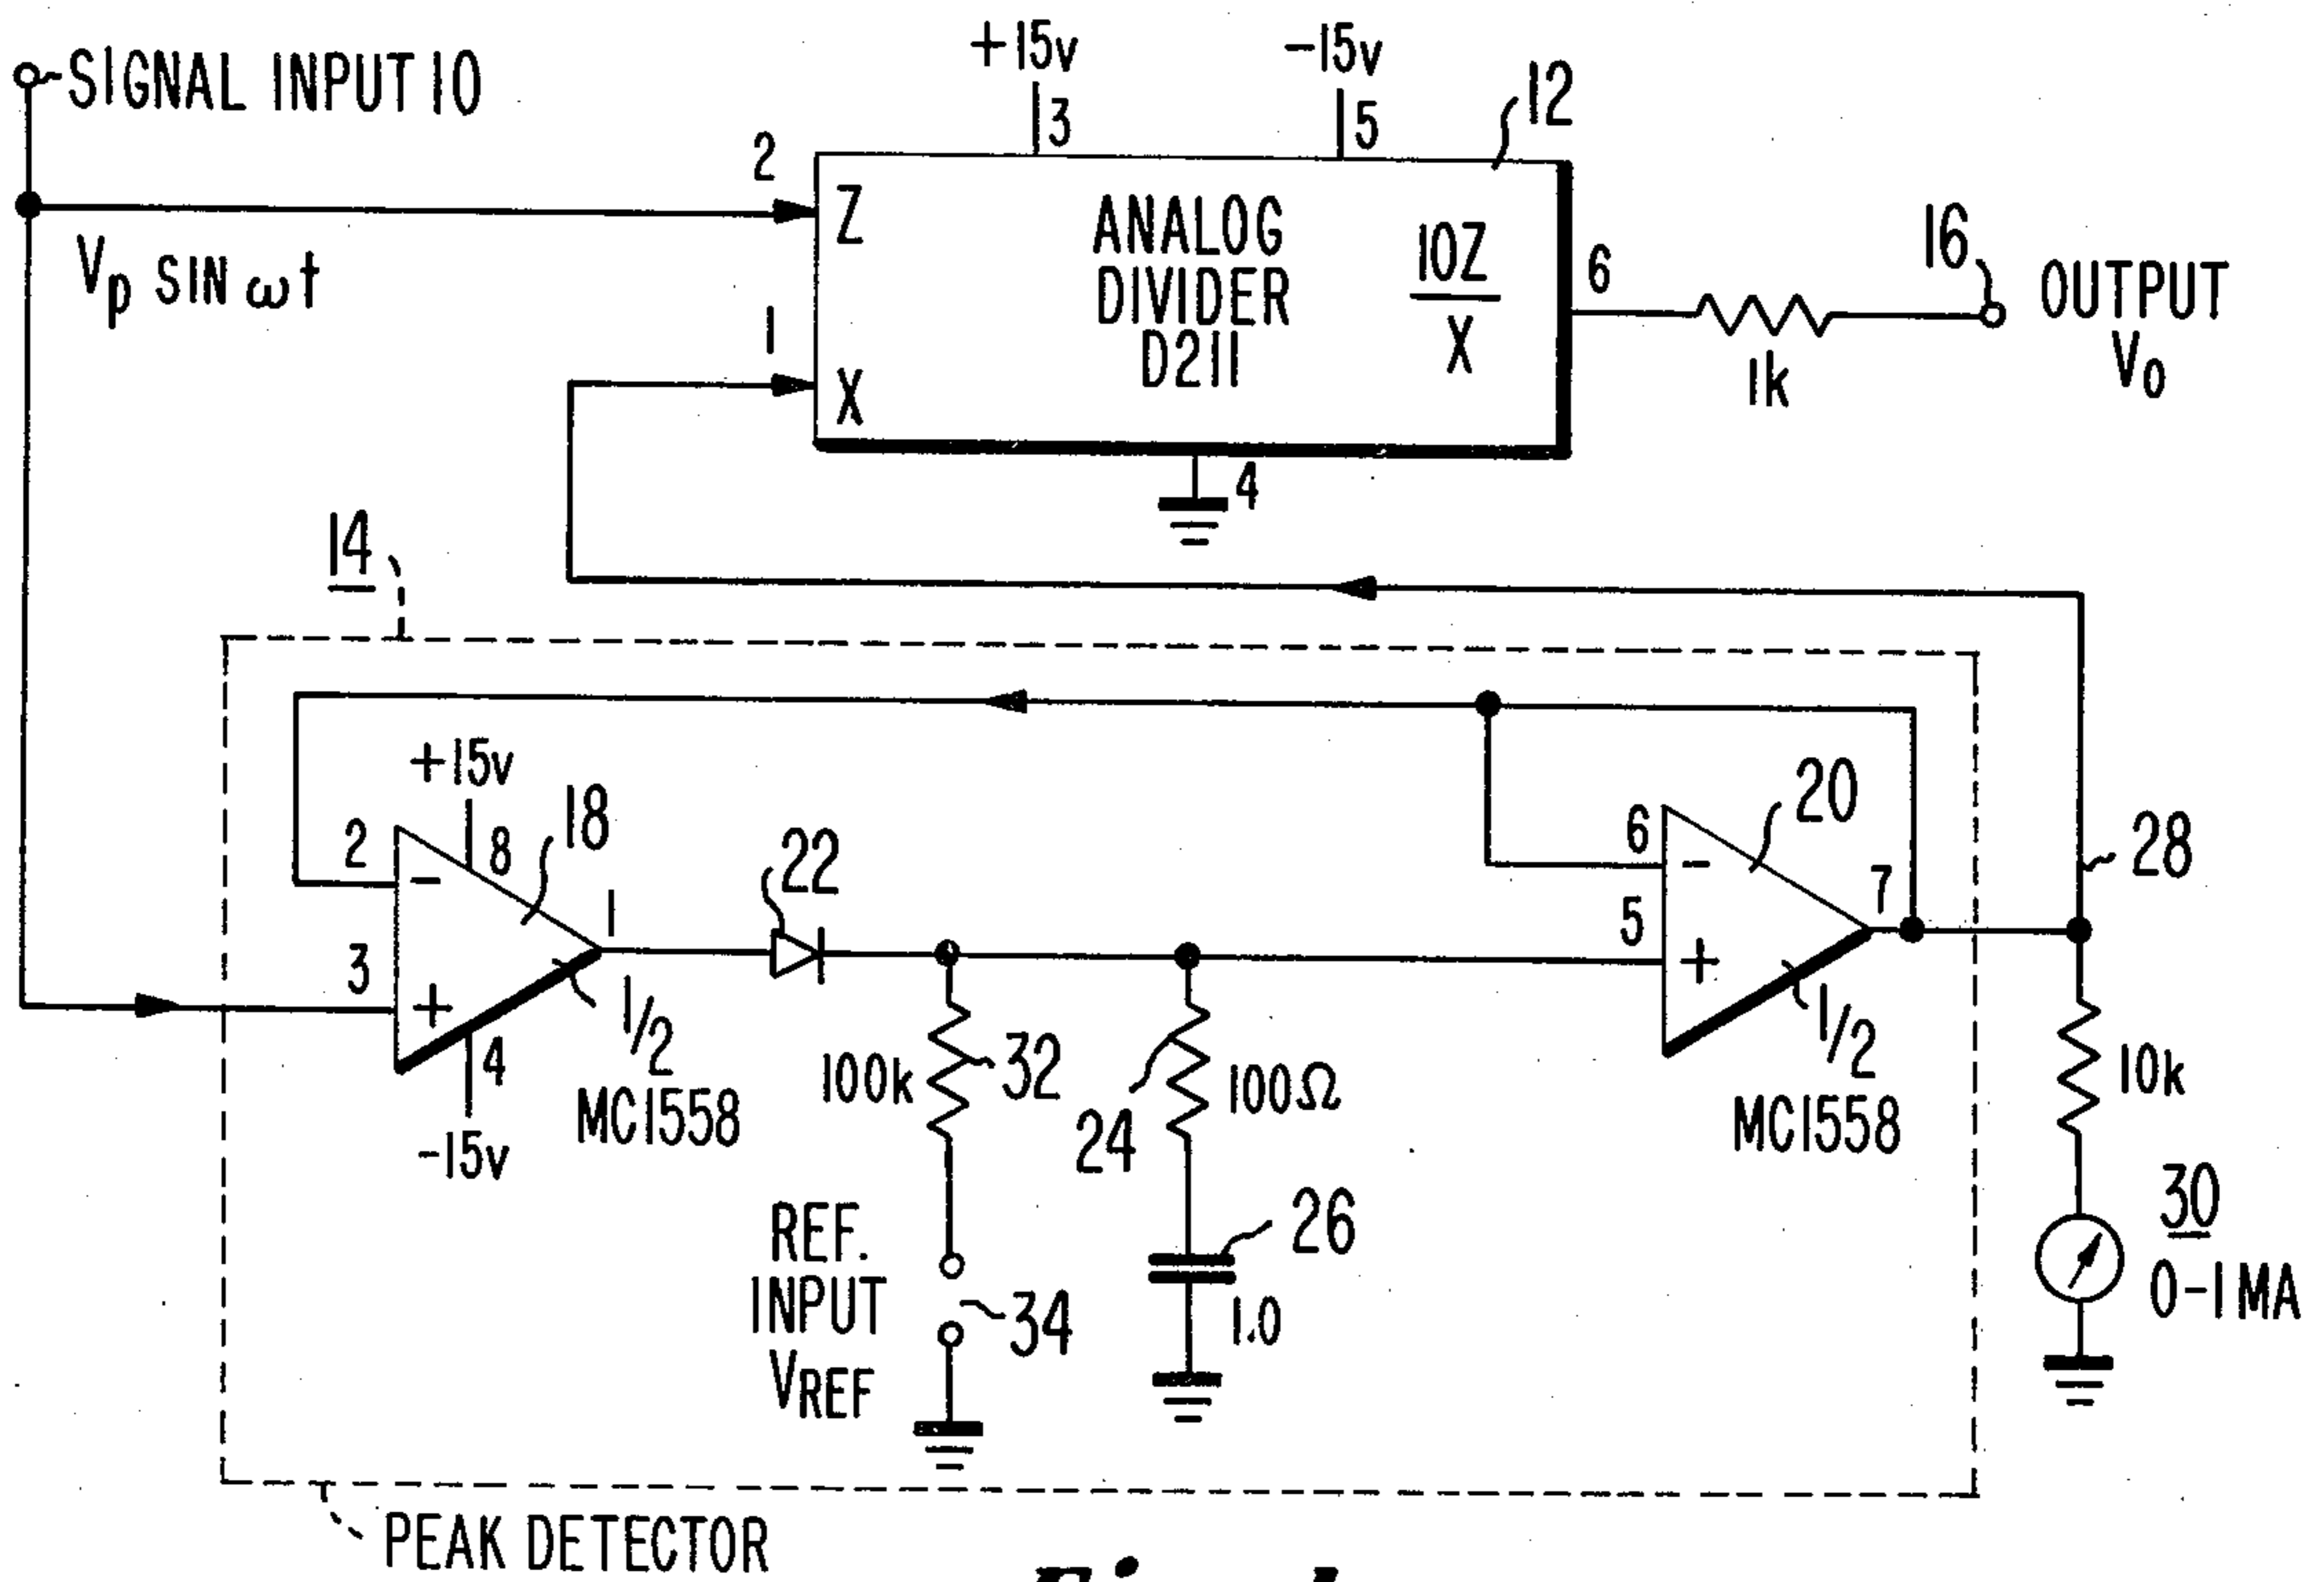 SIGNAL INPUT 10
+15v
-15v
3
5
12
2
Z
ANALOG
DIVIDER
D211
10Z
X
6
16
OUTPUT
Vo
1k
Vp SIN ωt
1
X
4
14
+15v
8
18
2
-
3
+
1
1/2
MC1558
4
-15v
22
100k
32
24
100Ω
REF.
INPUT
VREF
34
26
1.0
6
-
5
+
20
7
1/2
MC1558
28
10k
30
0-1 MA
PEAK DETECTOR